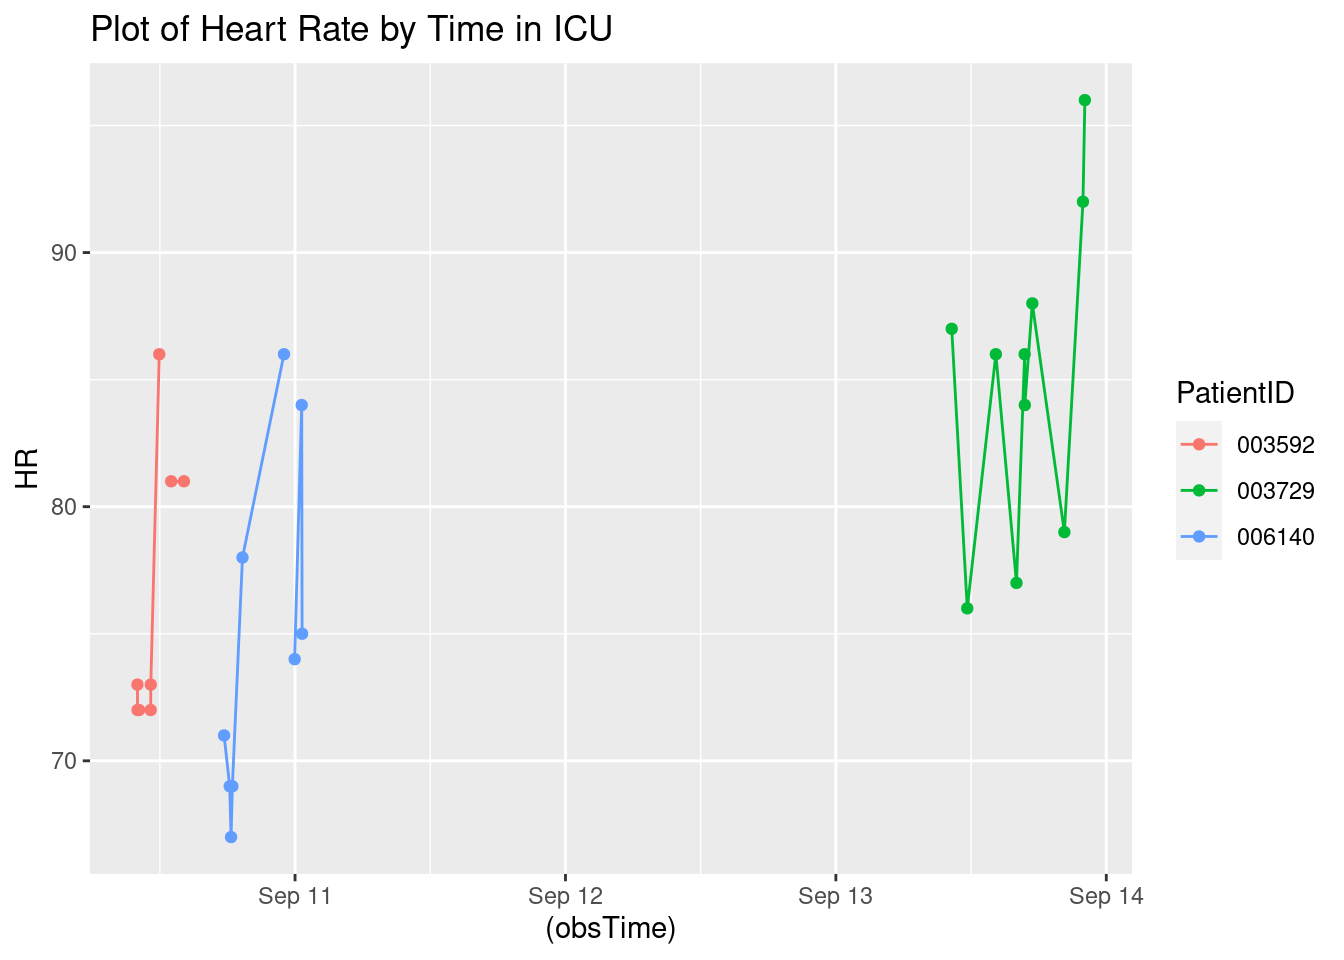 Plot of Heart Rate by Time in ICU
90
80
70
HR
Sep 11
Sep 12
Sep 13
Sep 14
(obsTime)
PatientID
003592
003729
006140